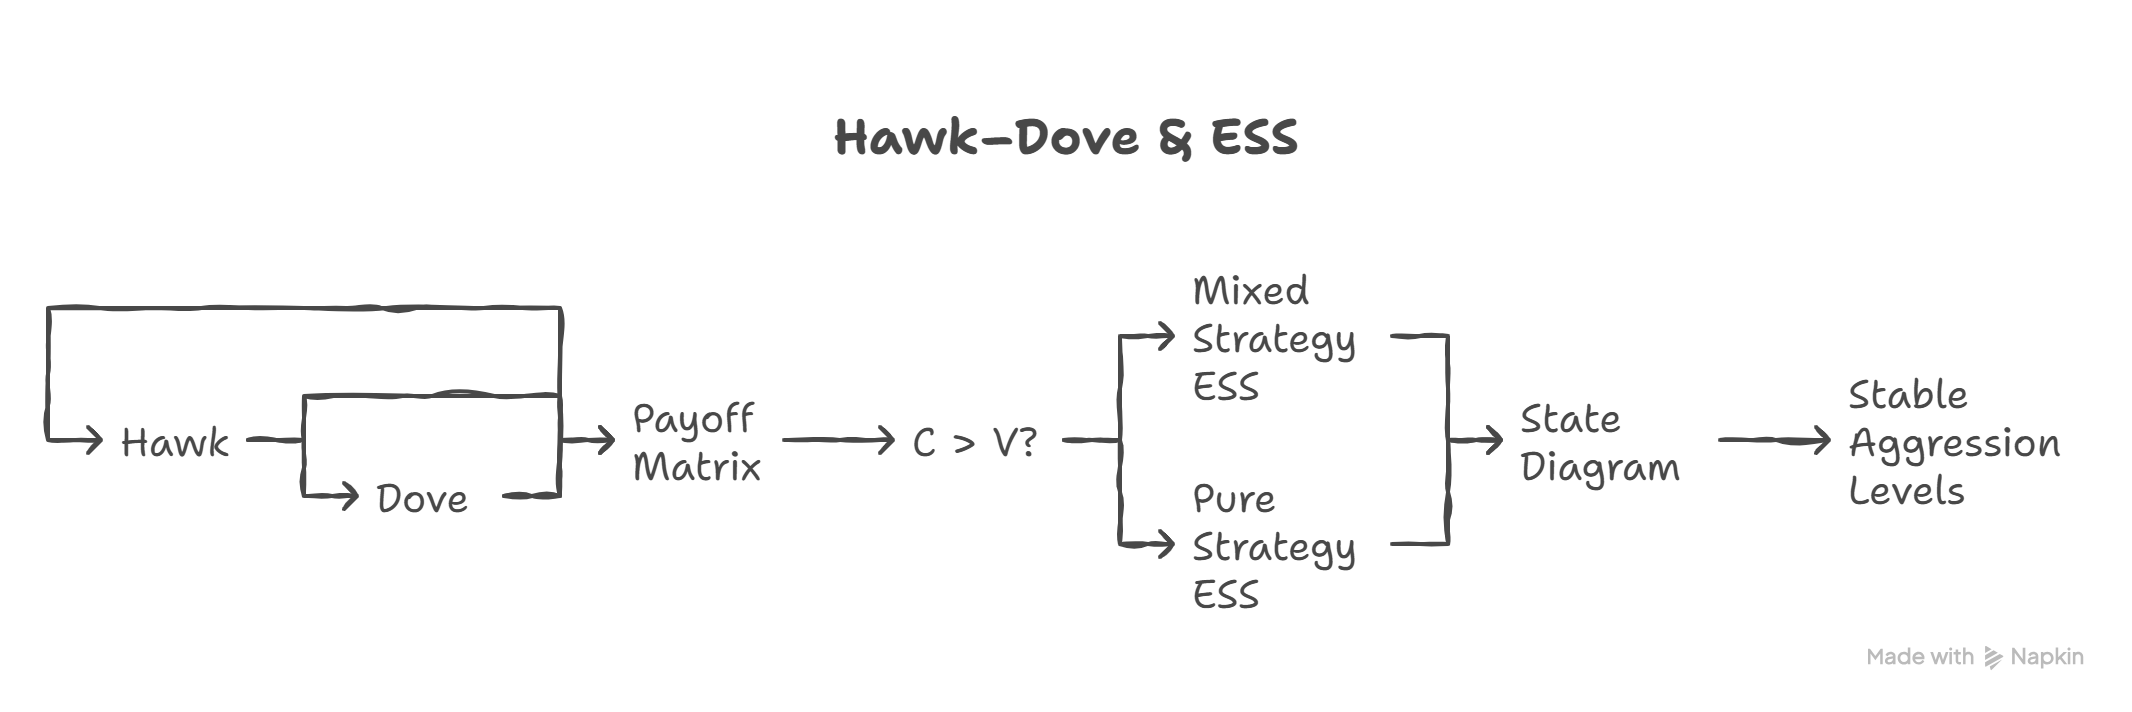 Hawk–Dove & ESS
Hawk
Dove
Payoff
Matrix
C > V?
Mixed
Strategy
ESS
Pure
Strategy
ESS
State
Diagram
Stable
Aggression
Levels
Made with Napkin